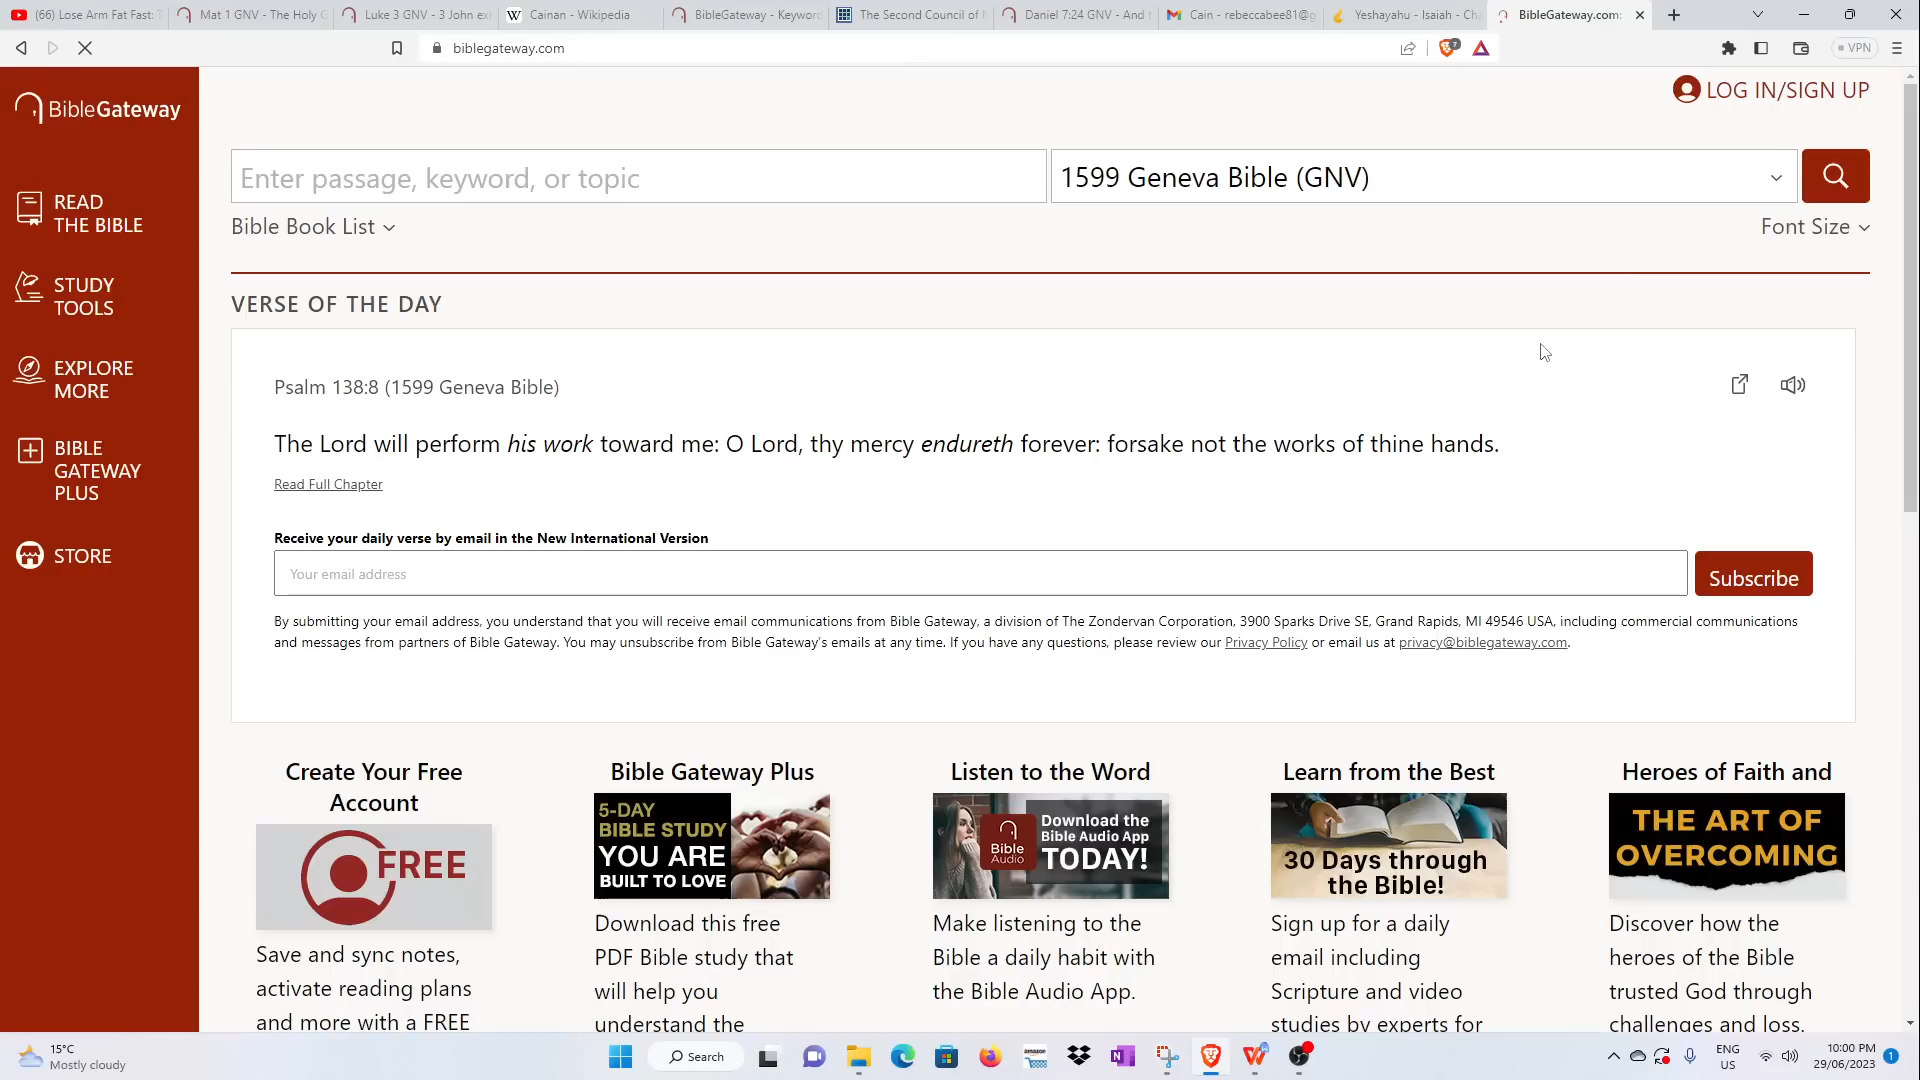 (66) Lose Arm Fat Fast: T
Mat 1 GNV - The Holy G
Luke 3 GNV - 3 John ex
Cainan - Wikipedia
BibleGateway - Keyword
The Second Council of N
Daniel 7:24 GNV - And t
Cain - rebeccabee81@g
Yeshayahu - Isaiah - Cha
BibleGateway.com:
biblegateway.com
7
VPN
BibleGateway
LOG IN/SIGN UP
Enter passage, keyword, or topic
1599 Geneva Bible (GNV)
Bible Book List
Font Size
READ
THE BIBLE
STUDY
TOOLS
EXPLORE
MORE
BIBLE
GATEWAY
PLUS
STORE
VERSE OF THE DAY
Psalm 138:8 (1599 Geneva Bible)
The Lord will perform his work toward me: O Lord, thy mercy endureth forever: forsake not the works of thine hands.
Read Full Chapter
Receive your daily verse by email in the New International Version
Your email address
Subscribe
By submitting your email address, you understand that you will receive email communications from Bible Gateway, a division of The Zondervan Corporation, 3900 Sparks Drive SE, Grand Rapids, MI 49546 USA, including commercial communications
and messages from partners of Bible Gateway. You may unsubscribe from Bible Gateway's emails at any time. If you have any questions, please review our Privacy Policy or email us at privacy@biblegateway.com.
Create Your Free
Account
FREE
Save and sync notes,
activate reading plans
and more with a FREE
Bible Gateway Plus
5-DAY
BIBLE STUDY
YOU ARE
BUILT TO LOVE
Download this free
PDF Bible study that
will help you
understand the
Listen to the Word
Bible
Audio
Download the
Bible Audio App
TODAY!
Make listening to the
Bible a daily habit with
the Bible Audio App.
Learn from the Best
30 Days through
the Bible!
Sign up for a daily
email including
Scripture and video
studies by experts for
Heroes of Faith and
THE ART OF
OVERCOMING
Discover how the
heroes of the Bible
trusted God through
challenges and loss.
15°C
Mostly cloudy
Search
amazon
ENG
US
10:00 PM
29/06/2023
1